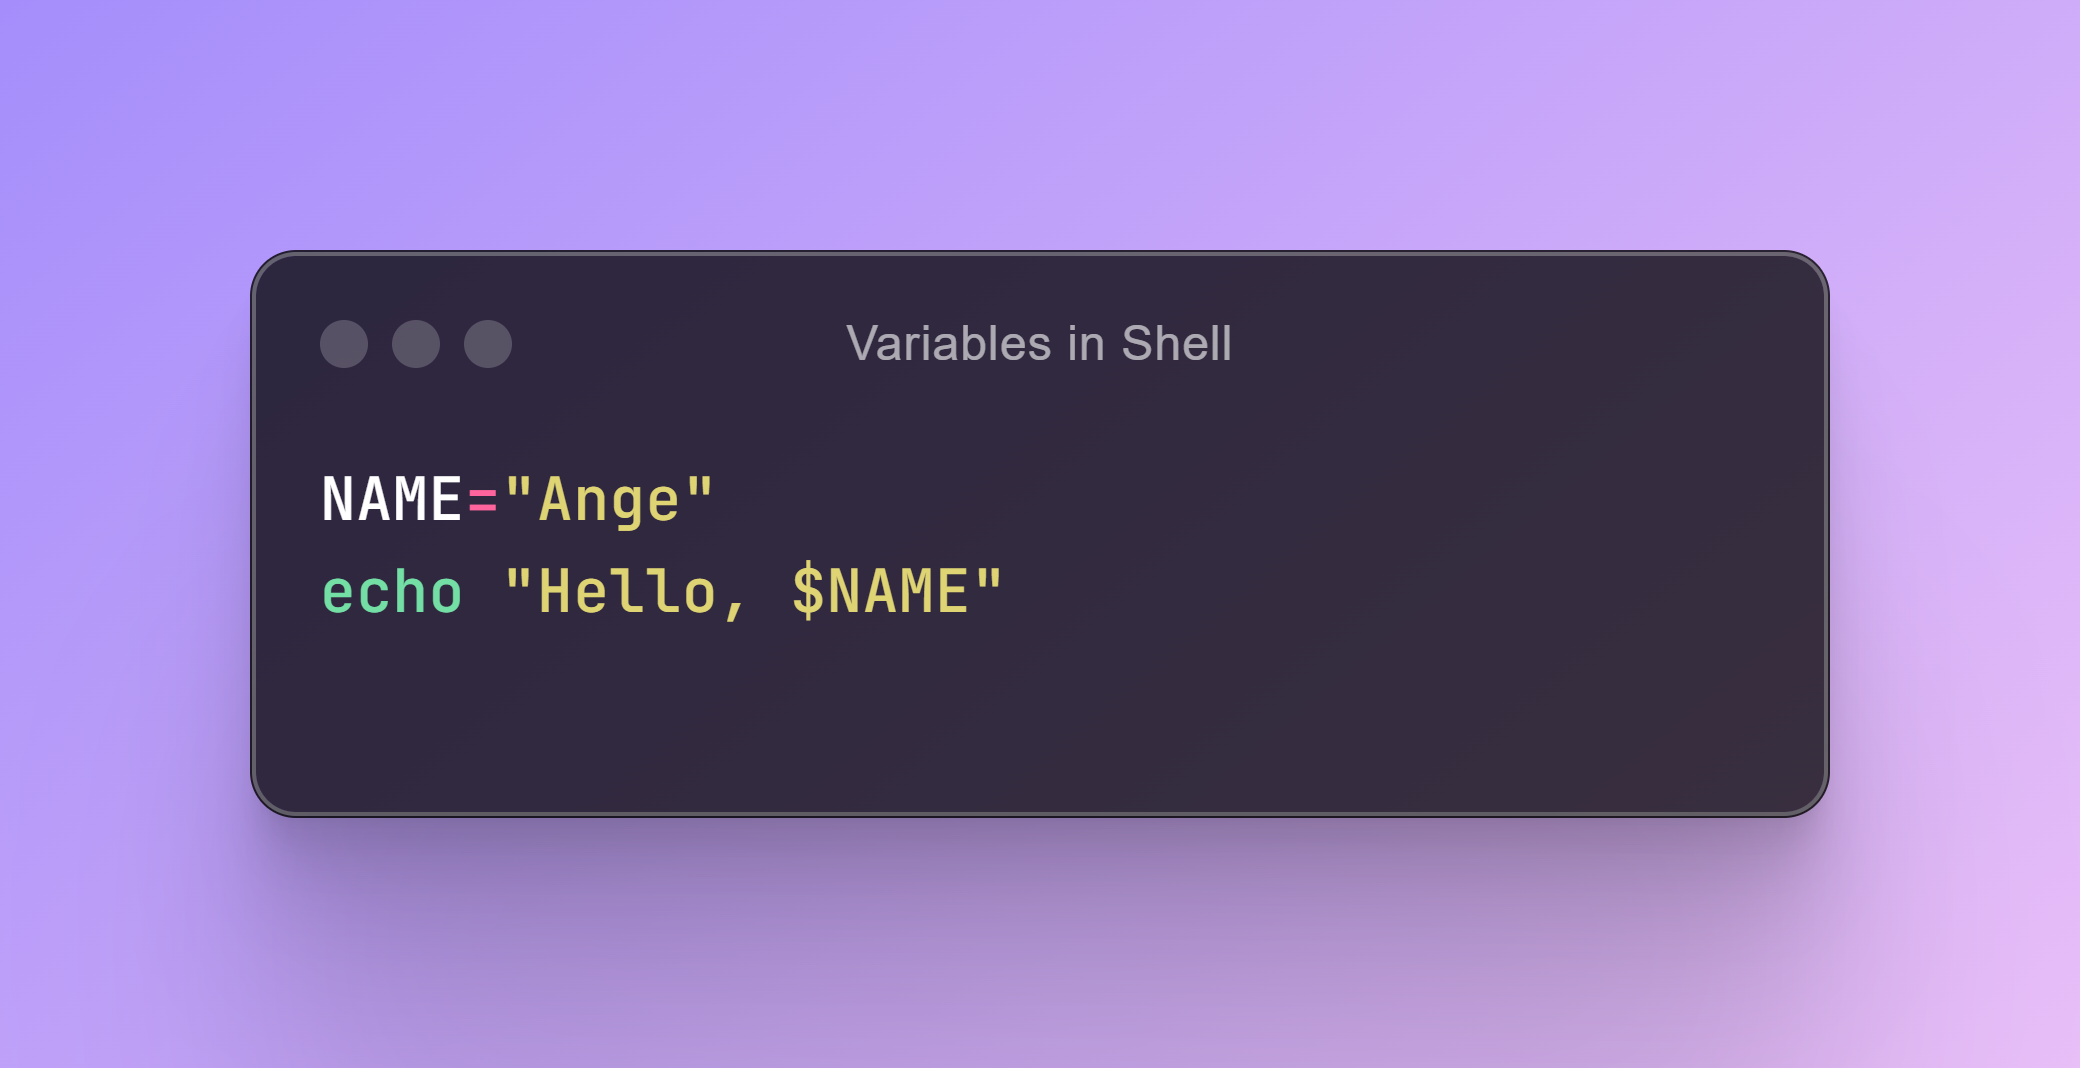 Variables in Shell
NAME="Ange"
echo "Hello, $NAME"